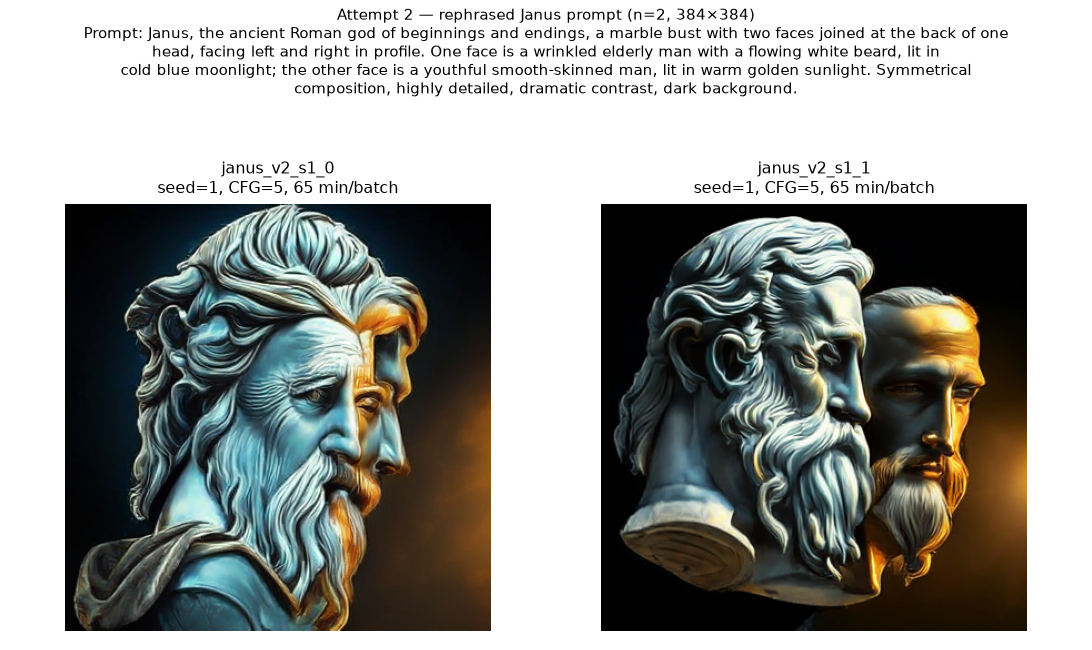 Attempt 2 — rephrased Janus prompt (n=2, 384×384)
Prompt: Janus, the ancient Roman god of beginnings and endings, a marble bust with two faces joined at the back of one
head, facing left and right in profile. One face is a wrinkled elderly man with a flowing white beard, lit in
cold blue moonlight; the other face is a youthful smooth-skinned man, lit in warm golden sunlight. Symmetrical
composition, highly detailed, dramatic contrast, dark background.
janus_v2_s1_0
seed=1, CFG=5, 65 min/batch
janus_v2_s1_1
seed=1, CFG=5, 65 min/batch